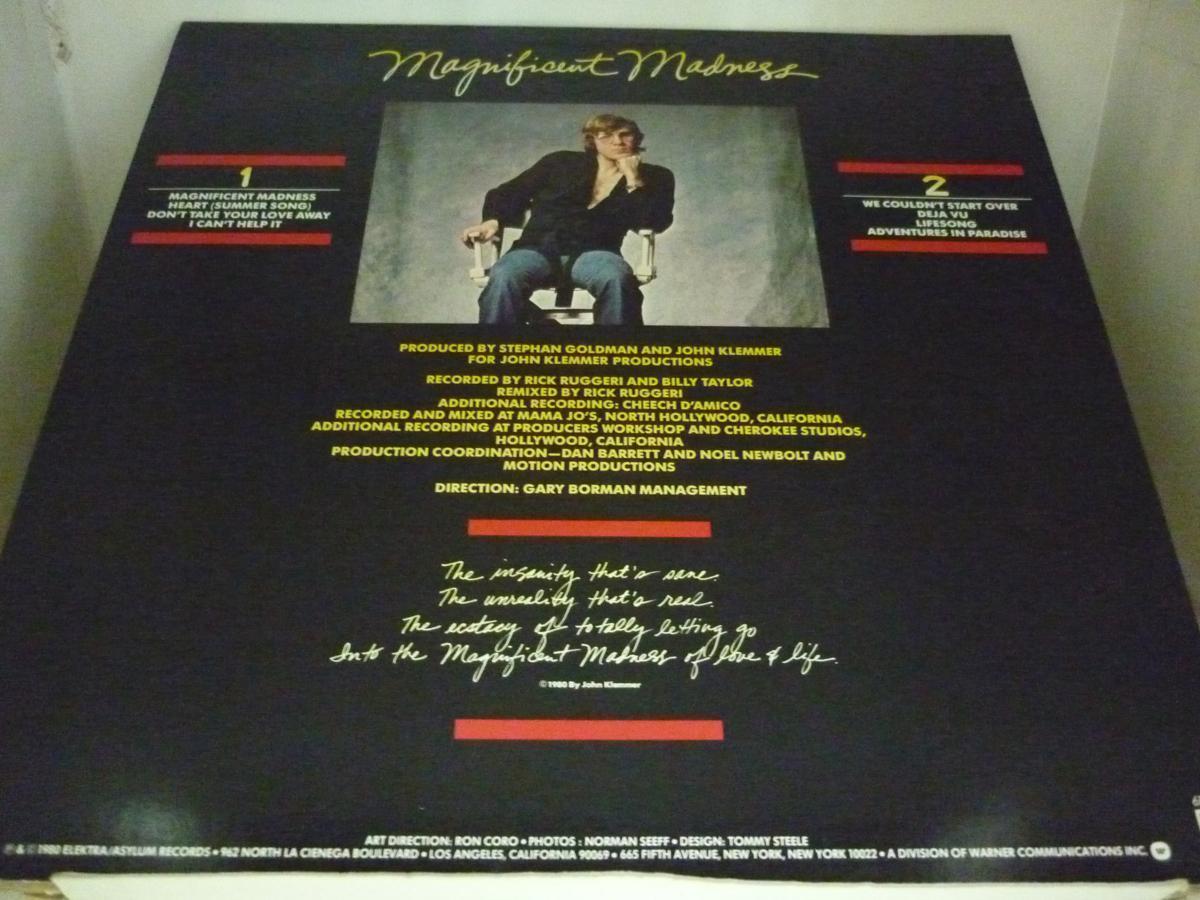 Magnificent Madness
1
MAGNIFICENT MADNESS
HEART (SUMMER SONG)
DON'T TAKE YOUR LOVE AWAY
I CAN'T HELP IT
2
WE COULDN'T START OVER
DEJA VU
LIFESONG
ADVENTURES IN PARADISE
PRODUCED BY STEPHAN GOLDMAN AND JOHN KLEMMER
FOR JOHN KLEMMER PRODUCTIONS
RECORDED BY RICK RUGGERI AND BILLY TAYLOR
REMIXED BY RICK RUGGERI
ADDITIONAL RECORDING: CHEECH D'AMICO
RECORDED AND MIXED AT MAMA JO'S, NORTH HOLLYWOOD, CALIFORNIA
ADDITIONAL RECORDING AT PRODUCERS WORKSHOP AND CHEROKEE STUDIOS,
HOLLYWOOD, CALIFORNIA
PRODUCTION COORDINATION—DAN BARRETT AND NOEL NEWBOLT AND
MOTION PRODUCTIONS
DIRECTION: GARY BORMAN MANAGEMENT
The insanity that's sane.
The unreality that's real.
The ecstacy of totally letting go
Into the Magnificent Madness of love & life.
©1980 By John Klemmer
ART DIRECTION: RON CORO • PHOTOS : NORMAN SEEFF • DESIGN: TOMMY STEELE
℗ & © 1980 ELEKTRA/ASYLUM RECORDS • 962 NORTH LA CIENEGA BOULEVARD • LOS ANGELES, CALIFORNIA 90069 • 665 FIFTH AVENUE, NEW YORK, NEW YORK 10022 • A DIVISION OF WARNER COMMUNICATIONS INC.